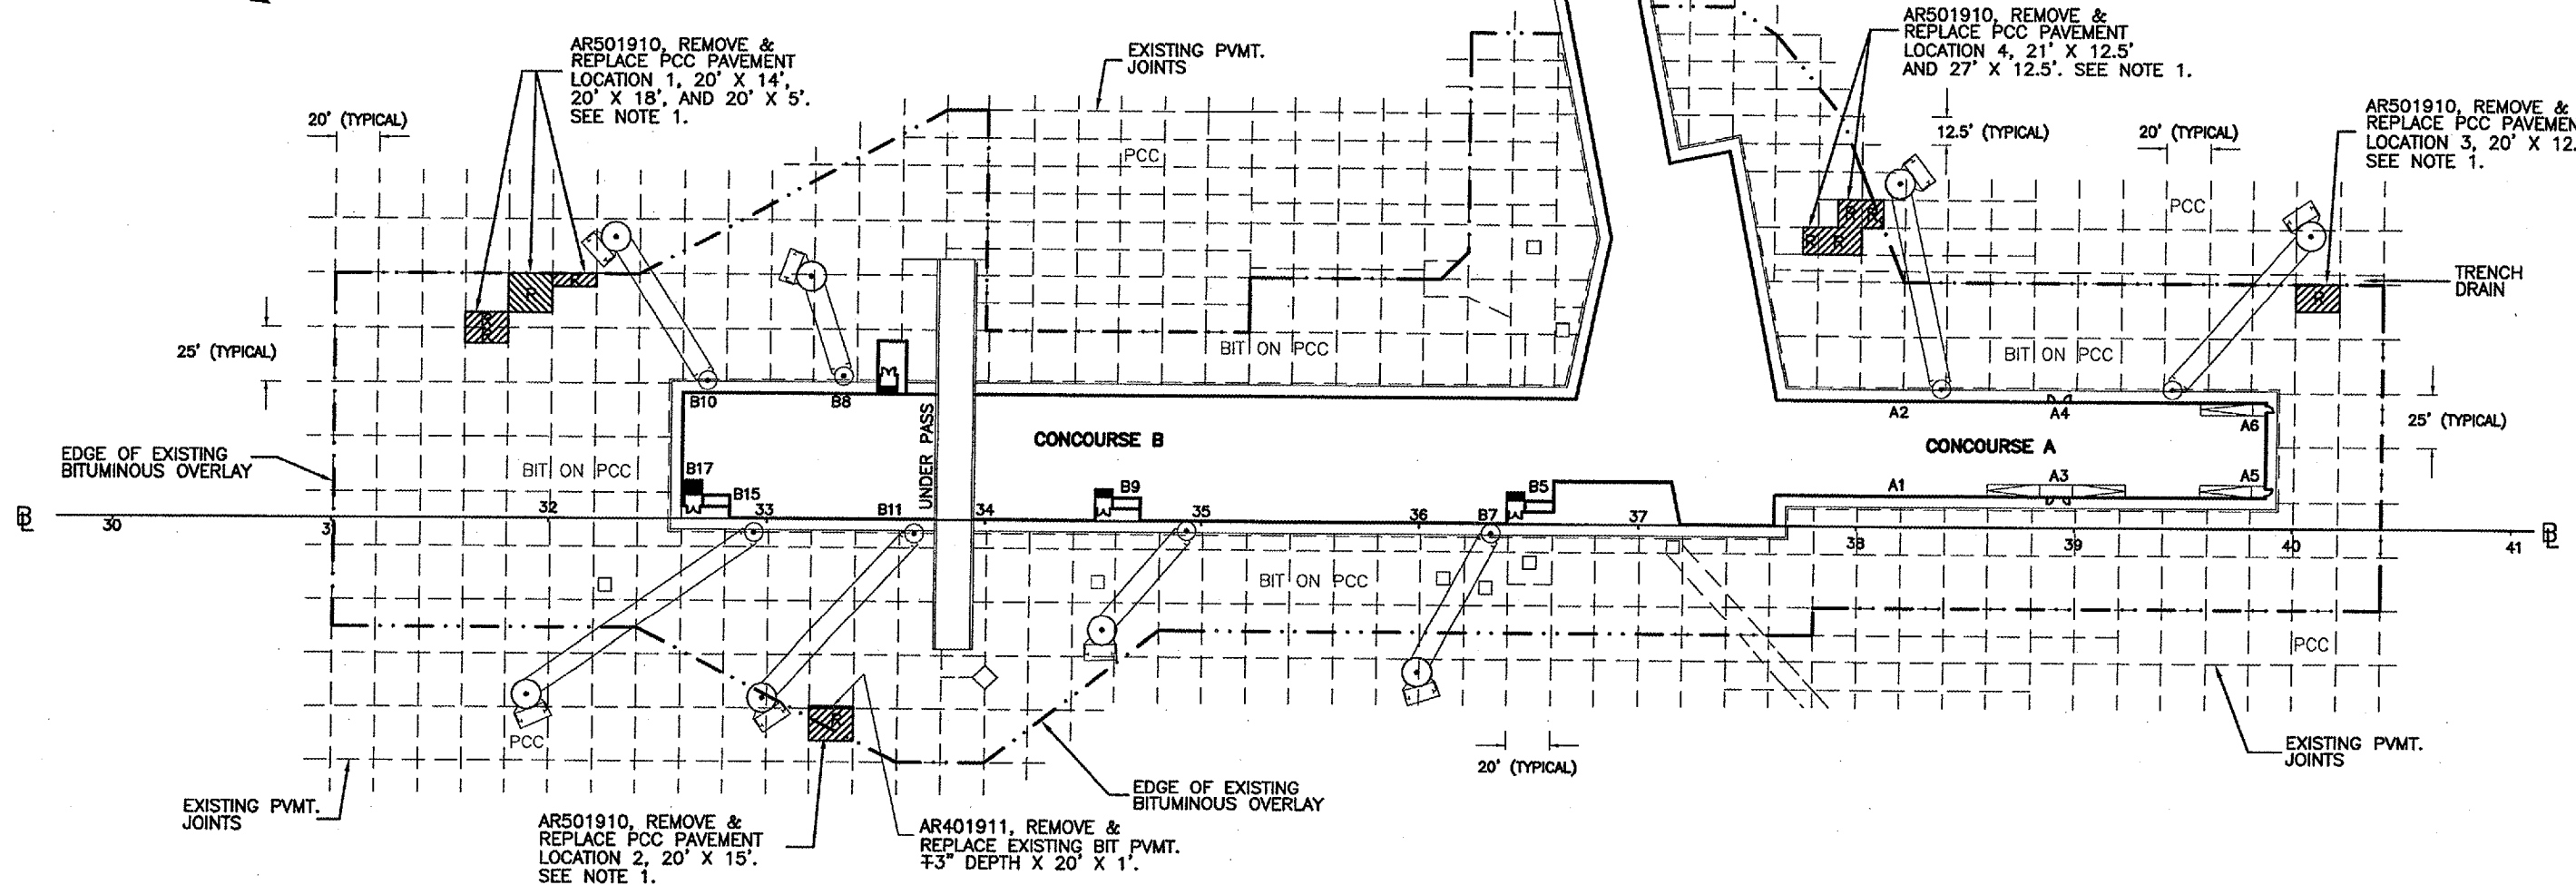 AR501910, REMOVE &
REPLACE PCC PAVEMENT
LOCATION 1, 20' X 14',
20' X 18', AND 20' X 5'.
SEE NOTE 1.
EXISTING PVMT.
JOINTS
AR501910, REMOVE &
REPLACE PCC PAVEMENT
LOCATION 4, 21' X 12.5'
AND 27' X 12.5'. SEE NOTE 1.
AR501910, REMOVE &
REPLACE PCC PAVEMEN
LOCATION 3, 20' X 12.
SEE NOTE 1.
20' (TYPICAL)
12.5' (TYPICAL)
20' (TYPICAL)
PCC
PCC
TRENCH
DRAIN
R
R
R
R
R R
R R
R
25' (TYPICAL)
BIT ON PCC
BIT ON PCC
B10
B8
UNDER PASS
A2
A4
A6
25' (TYPICAL)
CONCOURSE B
CONCOURSE A
EDGE OF EXISTING
BITUMINOUS OVERLAY
BIT ON PCC
B17
B15
B11
B9
B5
B7
A1
A3
A5
BL
30
3
32
33
34
35
36
37
38
39
40
41
BL
BIT ON PCC
PCC
PCC
R
20' (TYPICAL)
EXISTING PVMT.
JOINTS
EDGE OF EXISTING
BITUMINOUS OVERLAY
EXISTING PVMT.
JOINTS
AR501910, REMOVE &
REPLACE PCC PAVEMENT
LOCATION 2, 20' X 15'.
SEE NOTE 1.
AR401911, REMOVE &
REPLACE EXISTING BIT PVMT.
∓3" DEPTH X 20' X 1'.